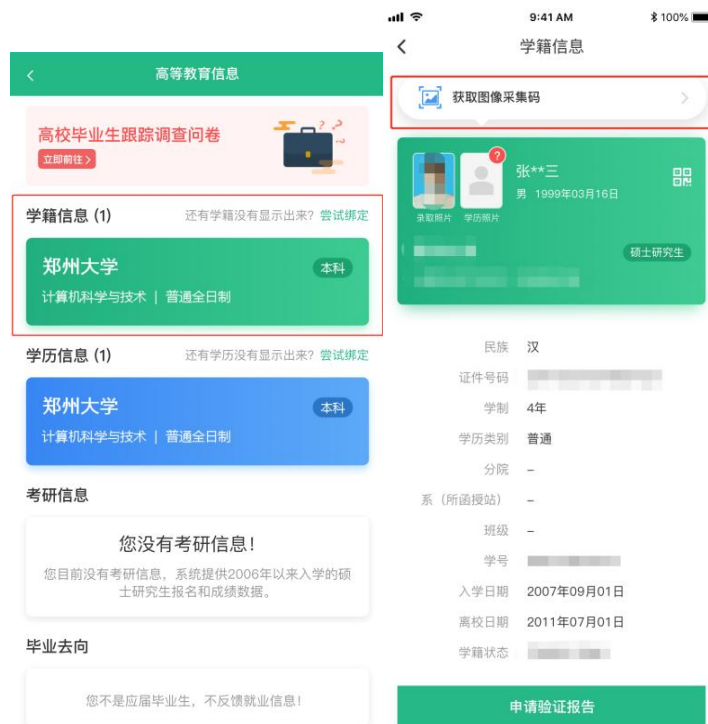 高等教育信息
高校毕业生跟踪调查问卷
立即前往>
学籍信息 (1) 还有学籍没有显示出来？尝试绑定
郑州大学 本科
计算机科学与技术 | 普通全日制
学历信息 (1) 还有学历没有显示出来？尝试绑定
郑州大学 本科
计算机科学与技术 | 普通全日制
考研信息
您没有考研信息！
您目前没有考研信息，系统提供2006年以来入学的硕
士研究生报名和成绩数据。
毕业去向
您不是应届毕业生，不反馈就业信息！
9:41 AM 100%
学籍信息
获取图像采集码
张**三
男 1999年03月16日
录取照片 学历照片
硕士研究生
民族 汉
证件号码
学制 4年
学历类别 普通
分院 –
系（所函授站） –
班级 –
学号
入学日期 2007年09月01日
离校日期 2011年07月01日
学籍状态
申请验证报告